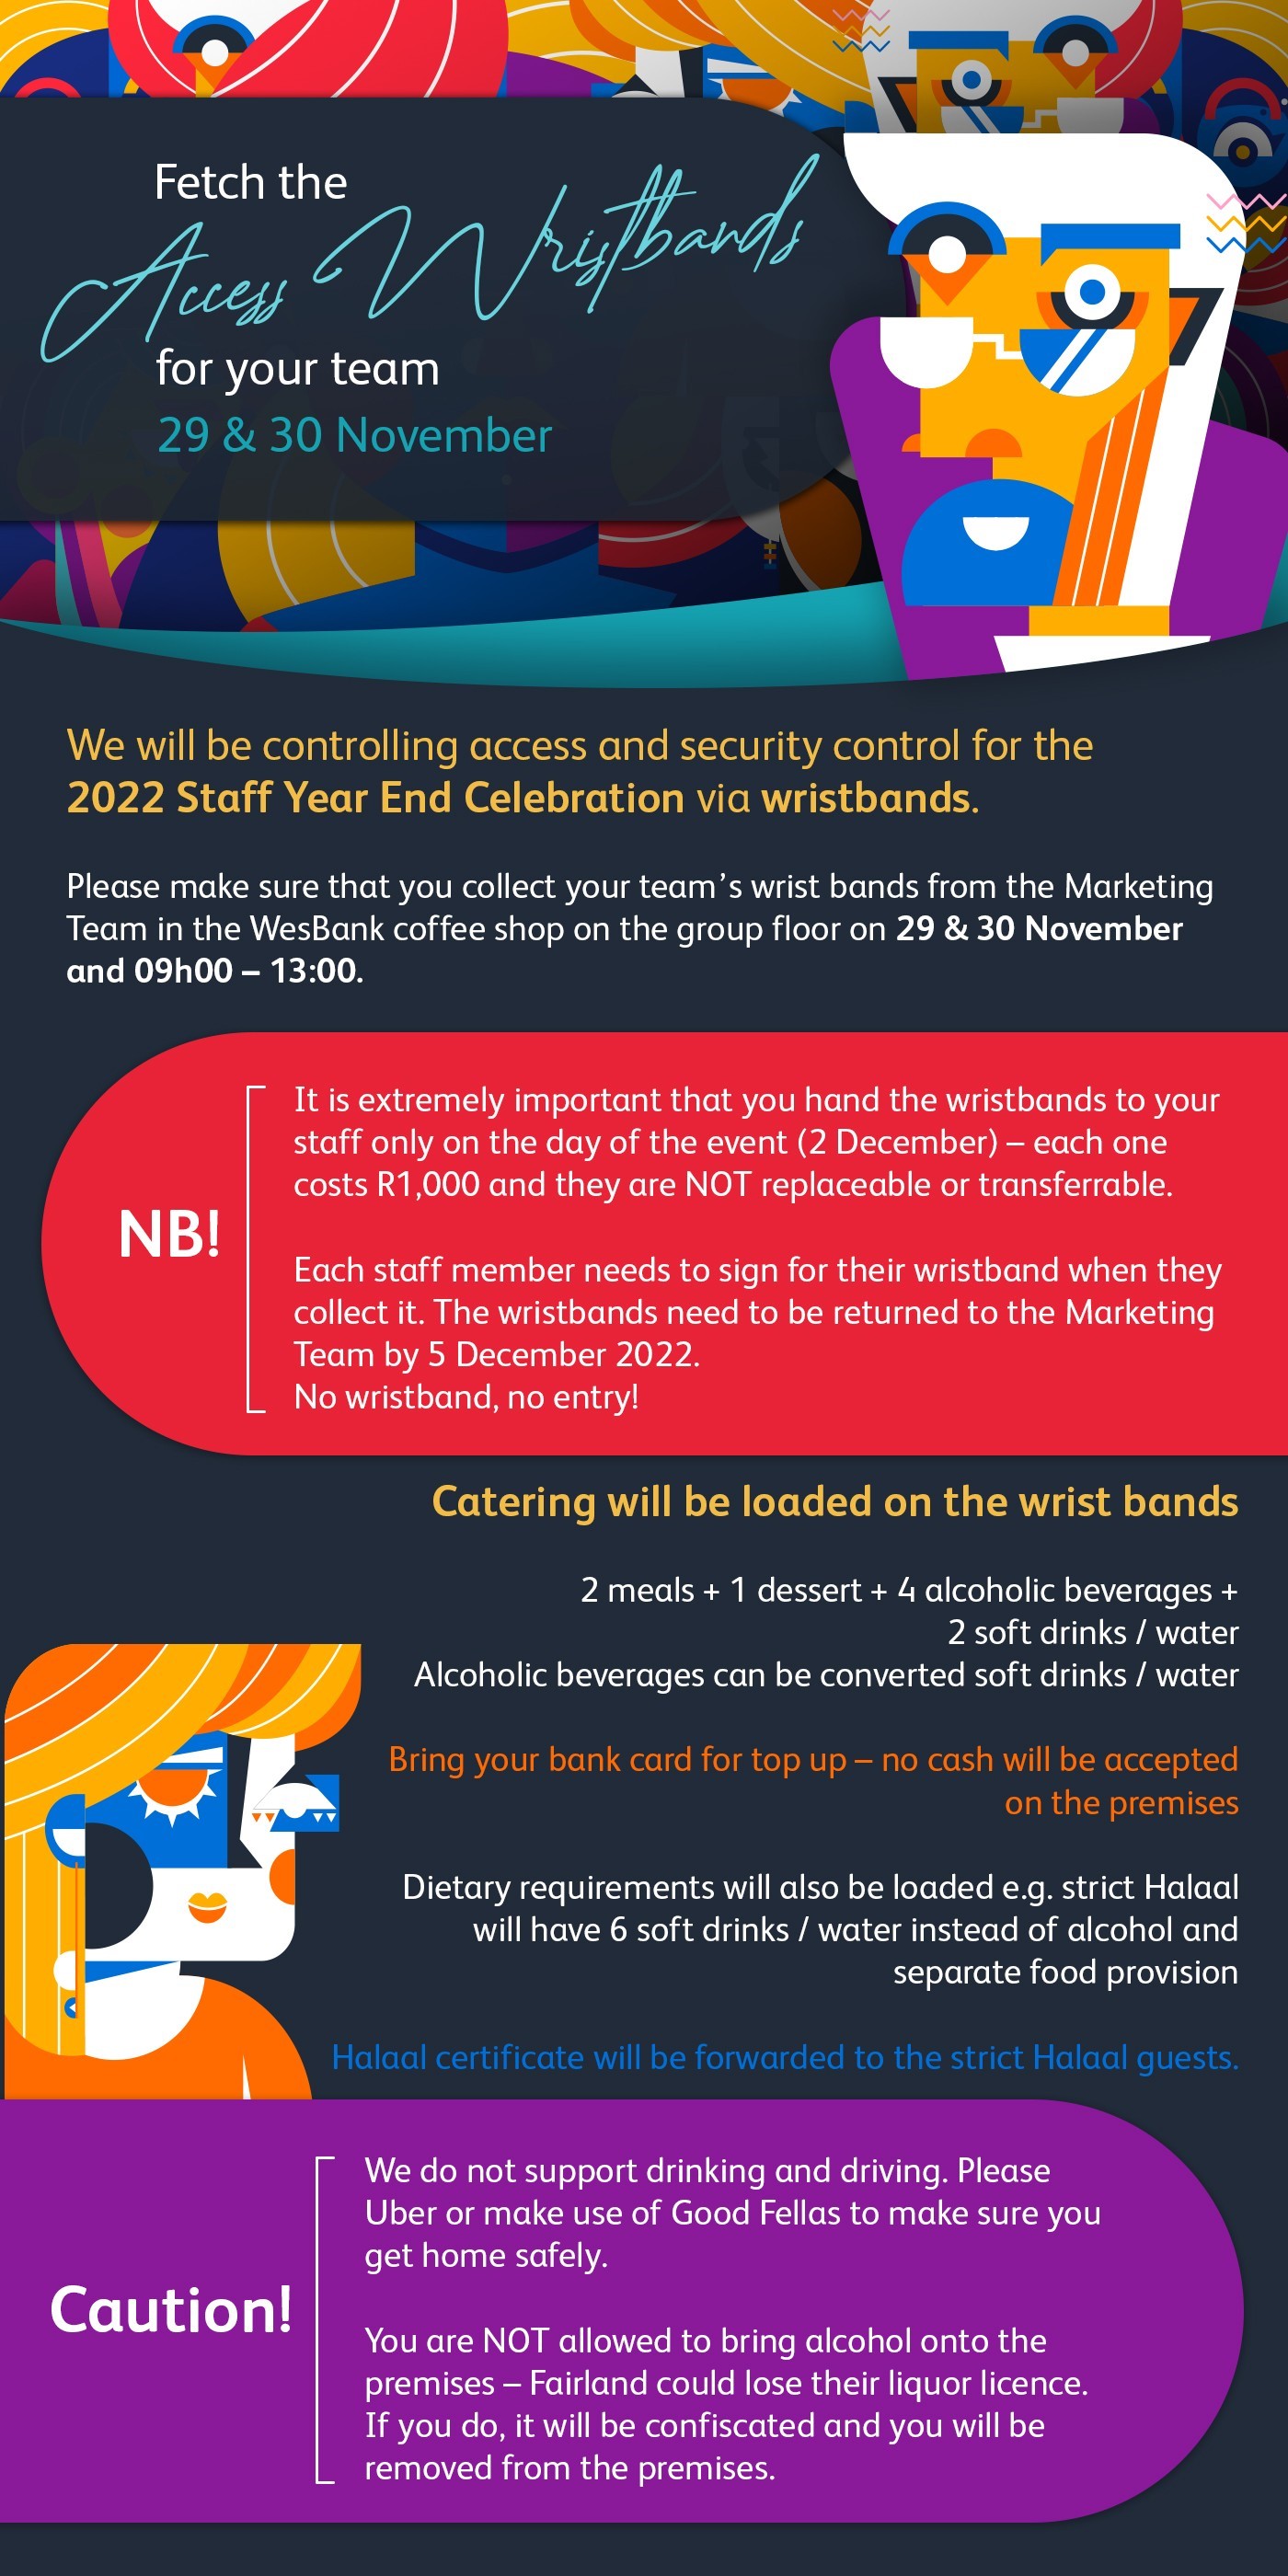 Fetch the
Access Wristbands
for your team
29 & 30 November
We will be controlling access and security control for the
2022 Staff Year End Celebration via wristbands.
Please make sure that you collect your team's wrist bands from the Marketing
Team in the WesBank coffee shop on the group floor on 29 & 30 November
and 09h00 – 13:00.
NB!
It is extremely important that you hand the wristbands to your
staff only on the day of the event (2 December) – each one
costs R1,000 and they are NOT replaceable or transferrable.
Each staff member needs to sign for their wristband when they
collect it. The wristbands need to be returned to the Marketing
Team by 5 December 2022.
No wristband, no entry!
Catering will be loaded on the wrist bands
2 meals + 1 dessert + 4 alcoholic beverages +
2 soft drinks / water
Alcoholic beverages can be converted soft drinks / water
Bring your bank card for top up – no cash will be accepted
on the premises
Dietary requirements will also be loaded e.g. strict Halaal
will have 6 soft drinks / water instead of alcohol and
separate food provision
Halaal certificate will be forwarded to the strict Halaal guests.
Caution!
We do not support drinking and driving. Please
Uber or make use of Good Fellas to make sure you
get home safely.
You are NOT allowed to bring alcohol onto the
premises – Fairland could lose their liquor licence.
If you do, it will be confiscated and you will be
removed from the premises.